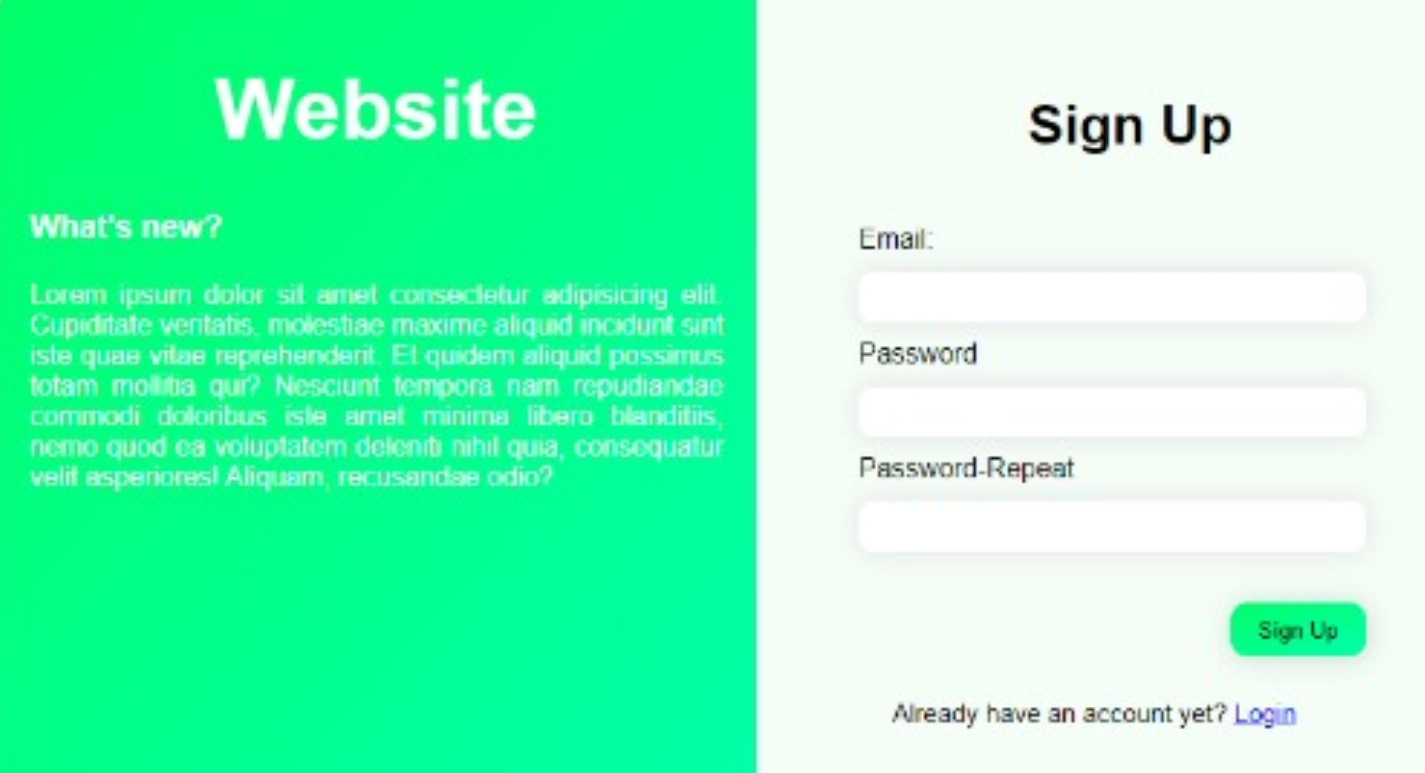 Website
What's new?
Lorem ipsum dolor sit amet consectetur adipisicing elit.
Cupiditate veritatis, molestiae maxime aliquid incidunt sint
iste quae vitae reprehenderit. Et quidem aliquid possimus
totam mollitia qui? Nesciunt tempora nam repudiandae
commodi doloribus iste amet minima libero blanditiis,
nemo quod ea voluptatem deleniti nihil quia, consequatur
velit asperiores! Aliquam, recusandae odio?
Sign Up
Email:
Password
Password-Repeat
Sign Up
Already have an account yet? Login